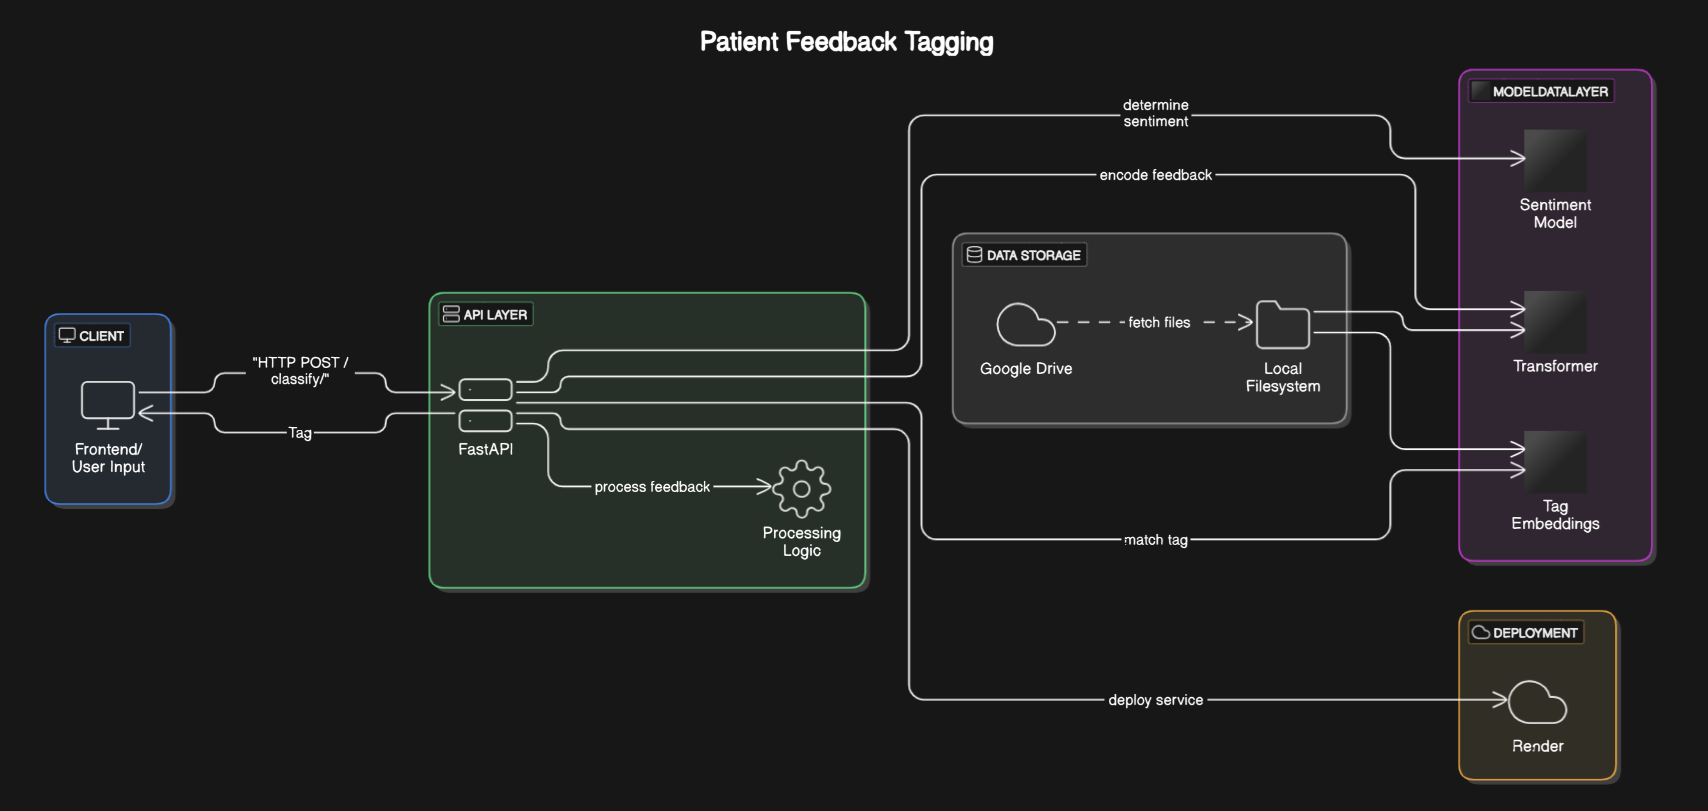 Patient Feedback Tagging
CLIENT
Frontend/
User Input
"HTTP POST /
classify/"
Tag
API LAYER
FastAPI
process feedback
Processing
Logic
determine
sentiment
encode feedback
DATA STORAGE
Google Drive
fetch files
Local
Filesystem
match tag
deploy service
MODELDATALAYER
Sentiment
Model
Transformer
Tag
Embeddings
DEPLOYMENT
Render